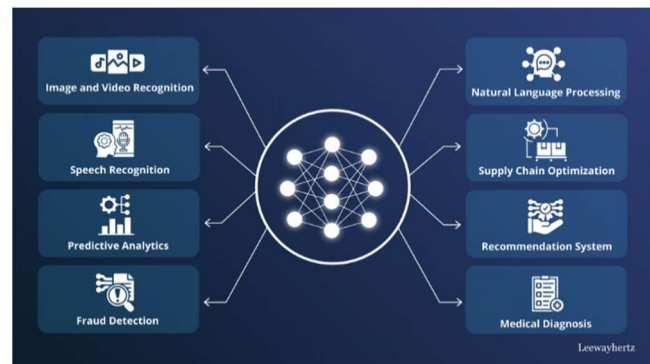 Image and Video Recognition
Speech Recognition
Predictive Analytics
Fraud Detection
Natural Language Processing
Supply Chain Optimization
Recommendation System
Medical Diagnosis
Leewayhertz